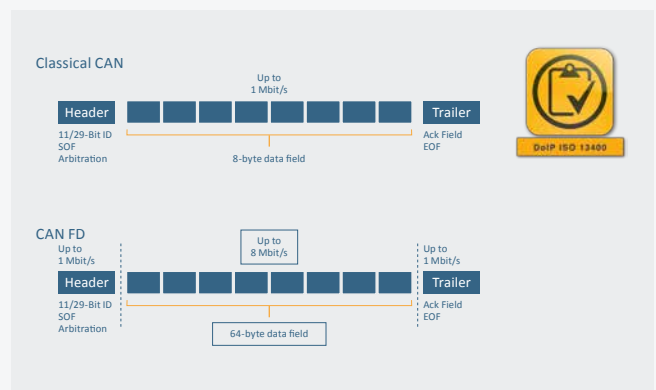 Classical CAN
Up to
1 Mbit/s
Header
Trailer
11/29-Bit ID
SOF
Arbitration
8-byte data field
Ack Field
EOF
DoIP ISO 13400
CAN FD
Up to
1 Mbit/s
Up to
8 Mbit/s
Up to
1 Mbit/s
Header
Trailer
11/29-Bit ID
SOF
Arbitration
64-byte data field
Ack Field
EOF